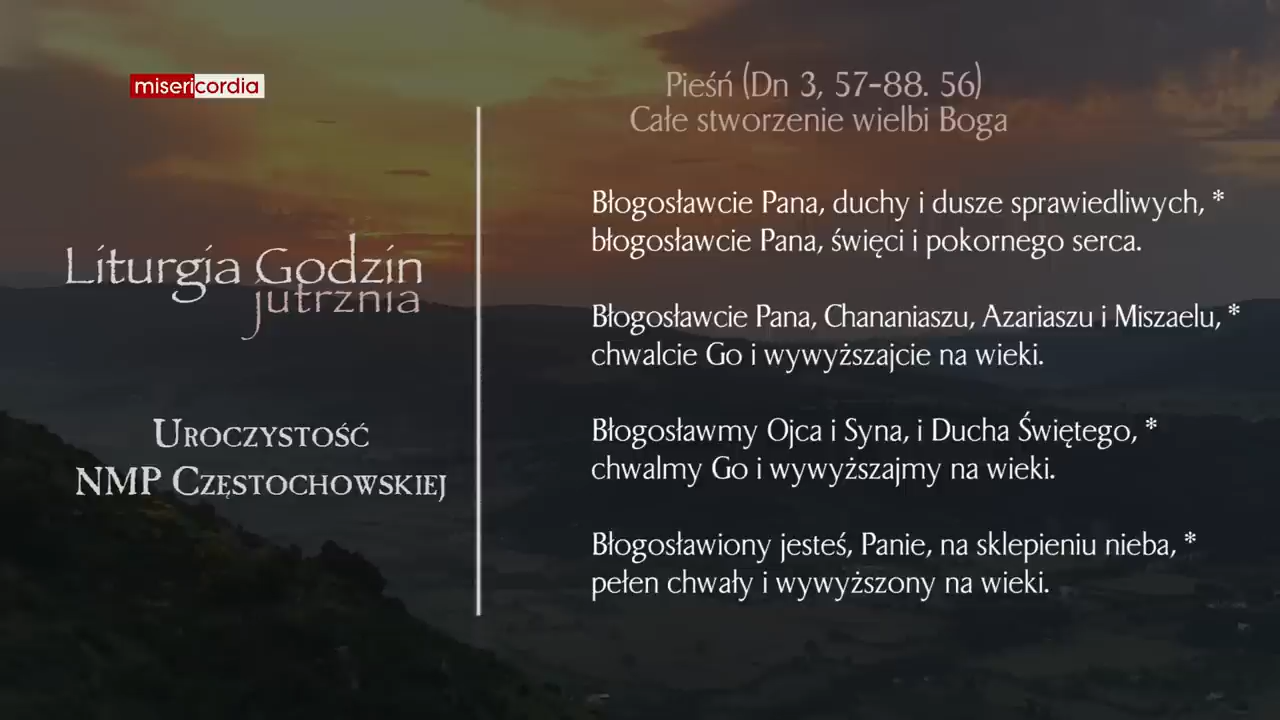 misericordia
Liturgia Godzin
jutrznia
Uroczystość
NMP Częstochowskiej
Pieśń (Dn 3, 57-88. 56)
Całe stworzenie wielbi Boga
Błogosławcie Pana, duchy i dusze sprawiedliwych, *
błogosławcie Pana, święci i pokornego serca.
Błogosławcie Pana, Chananiaszu, Azariaszu i Miszaelu, *
chwalcie Go i wywyższajcie na wieki.
Błogosławmy Ojca i Syna, i Ducha Świętego, *
chwalmy Go i wywyższajmy na wieki.
Błogosławiony jesteś, Panie, na sklepieniu nieba, *
pełen chwały i wywyższony na wieki.